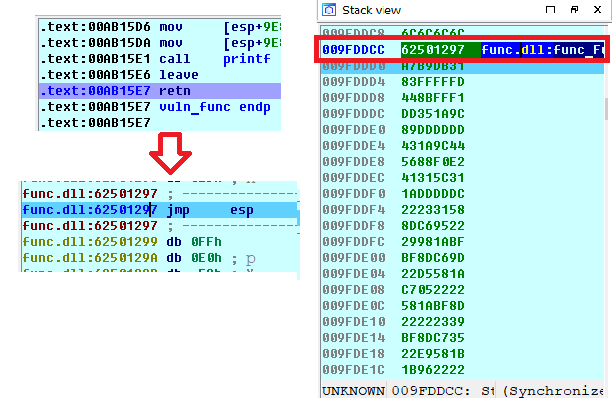 .text:00AB15D6 mov [esp+9E
.text:00AB15DA mov [esp+9E
.text:00AB15E1 call printf
.text:00AB15E6 leave
.text:00AB15E7 retn
.text:00AB15E7 vuln_func endp
.text:00AB15E7
func.dll:62501297 ; ---------------
func.dll:62501297 jmp esp
func.dll:62501297 ; ---------------
func.dll:62501299 db 0FFh
func.dll:6250129A db 0E0h ; p
Stack view
009FDDC8 6C6C6C6C
009FDDCC 62501297 func.dll:func_
009FDDD0 A7B9DB31
009FDDD4 83FFFFFD
009FDDD8 448BFFF1
009FDDDC DD351A9C
009FDDE0 89DDDDDD
009FDDE4 431A9C44
009FDDE8 5688F0E2
009FDDEC 41315C31
009FDDF0 1ADDDDDC
009FDDF4 22233158
009FDDF8 8DC69522
009FDDFC 29981ABF
009FDE00 BF8DC69D
009FDE04 22D5581A
009FDE08 C7052222
009FDE0C 581ABF8D
009FDE10 22222339
009FDE14 BF8DC735
009FDE18 22E9581B
009FDE1C 1B962222
UNKNOWN 009FDDCC: St (Synchronize